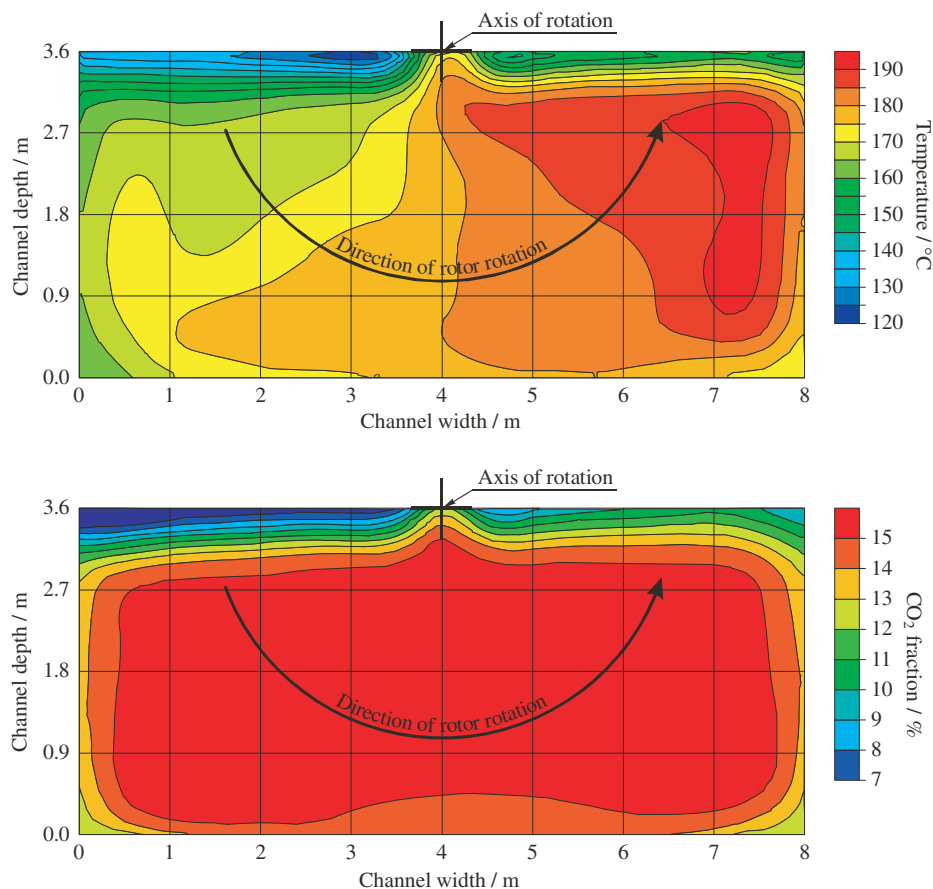 Axis of rotation
3.6
2.7
1.8
0.9
0.0
Channel depth / m
Direction of rotor rotation
0 1 2 3 4 5 6 7 8
Channel width / m
190
180
170
160
150
140
130
120
Temperature / °C
Axis of rotation
3.6
2.7
1.8
0.9
0.0
Channel depth / m
Direction of rotor rotation
0 1 2 3 4 5 6 7 8
Channel width / m
15
14
13
12
11
10
9
8
7
CO₂ fraction / %